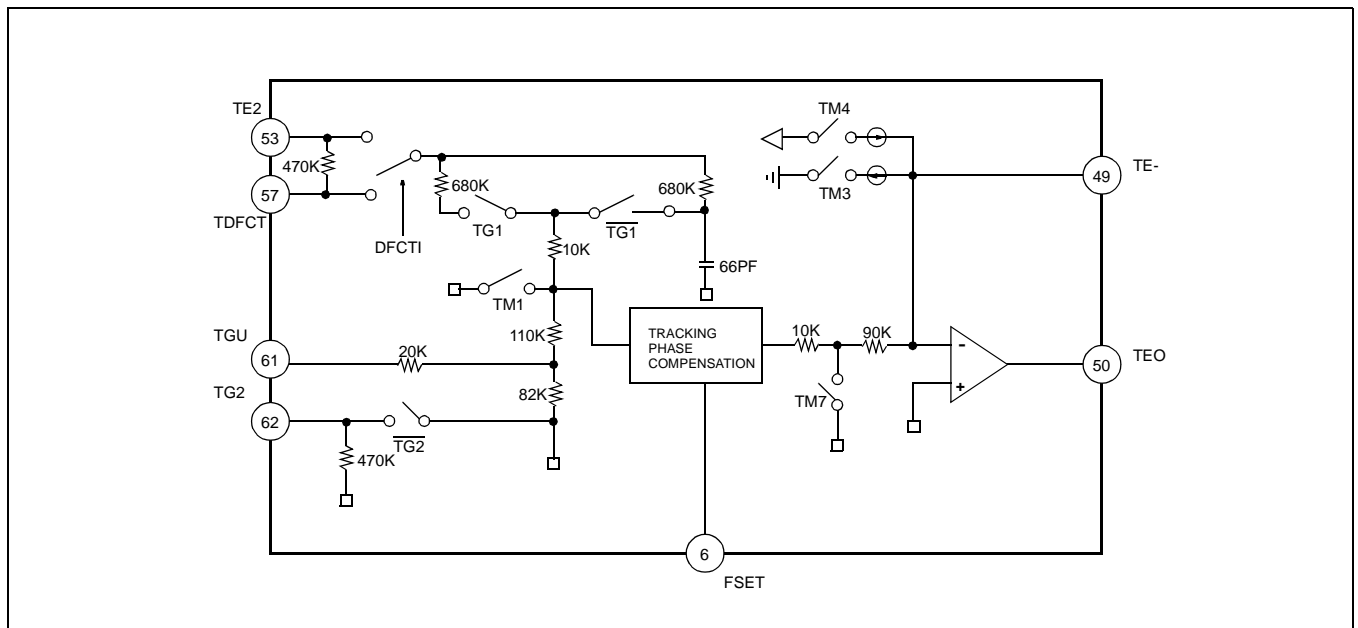 TE2
53
470K
57
TDFCT
DFCTI
680K
TG1
TG1
680K
10K
66PF
TM1
TGU
61
20K
110K
TG2
62
82K
TG2
470K
TRACKING
PHASE
COMPENSATION
10K
90K
TM7
TM4
TM3
TE-
49
-
+
TEO
50
6
FSET